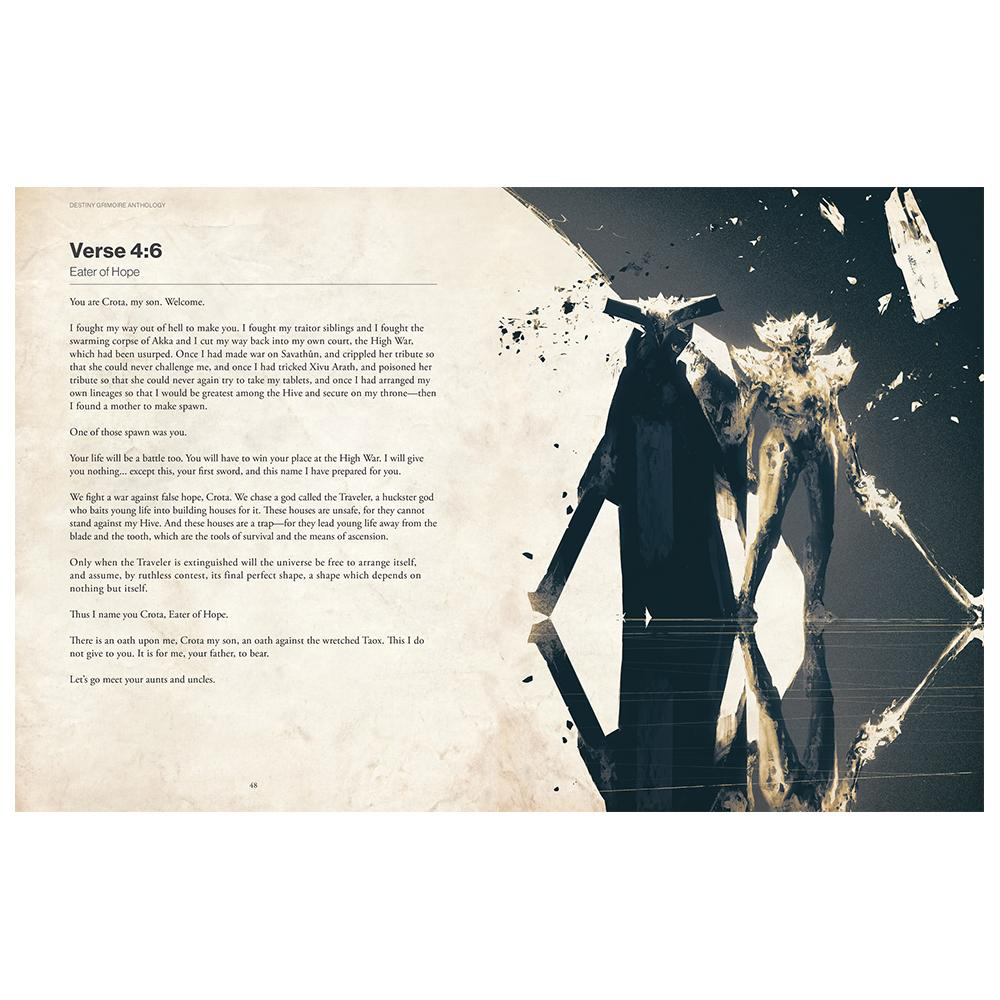 DESTINY GRIMOIRE ANTHOLOGY
Verse 4:6
Eater of Hope
You are Crota, my son. Welcome.
I fought my way out of hell to make you. I fought my traitor siblings and I fought the
swarming corpse of Akka and I cut my way back into my own court, the High War,
which had been usurped. Once I had made war on Savathûn, and crippled her tribute so
that she could never challenge me, and once I had tricked Xivu Arath, and poisoned her
tribute so that she could never again try to take my tablets, and once I had arranged my
own lineages so that I would be greatest among the Hive and secure on my throne—then
I found a mother to make spawn.
One of those spawn was you.
Your life will be a battle too. You will have to win your place at the High War. I will give
you nothing... except this, your first sword, and this name I have prepared for you.
We fight a war against false hope, Crota. We chase a god called the Traveler, a huckster god
who baits young life into building houses for it. These houses are unsafe, for they cannot
stand against my Hive. And these houses are a trap—for they lead young life away from the
blade and the tooth, which are the tools of survival and the means of ascension.
Only when the Traveler is extinguished will the universe be free to arrange itself,
and assume, by ruthless contest, its final perfect shape, a shape which depends on
nothing but itself.
Thus I name you Crota, Eater of Hope.
There is an oath upon me, Crota my son, an oath against the wretched Taox. This I do
not give to you. It is for me, your father, to bear.
Let's go meet your aunts and uncles.
48